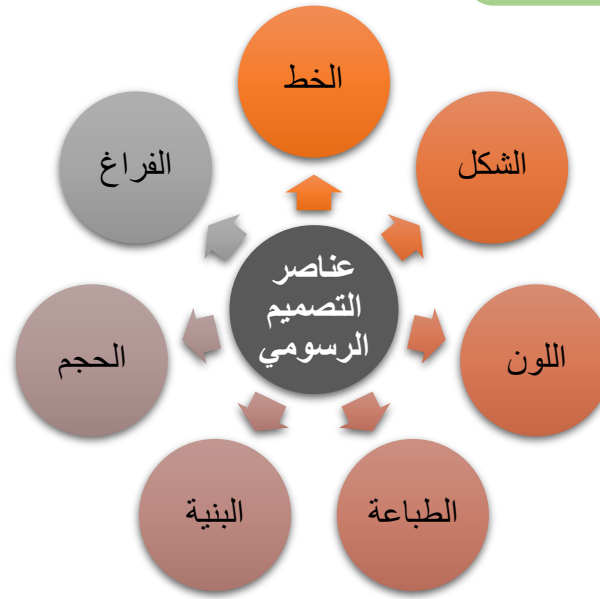 عناصر
التصميم
الرسومي
الخط
الشكل
اللون
الطباعة
البنية
الحجم
الفراغ